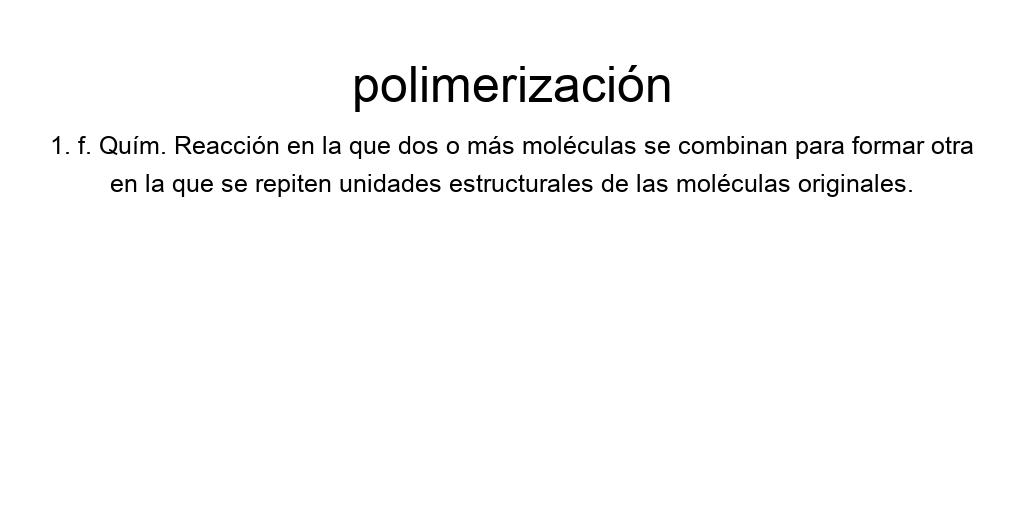 polimerización
1. f. Quím. Reacción en la que dos o más moléculas se combinan para formar otra
en la que se repiten unidades estructurales de las moléculas originales.